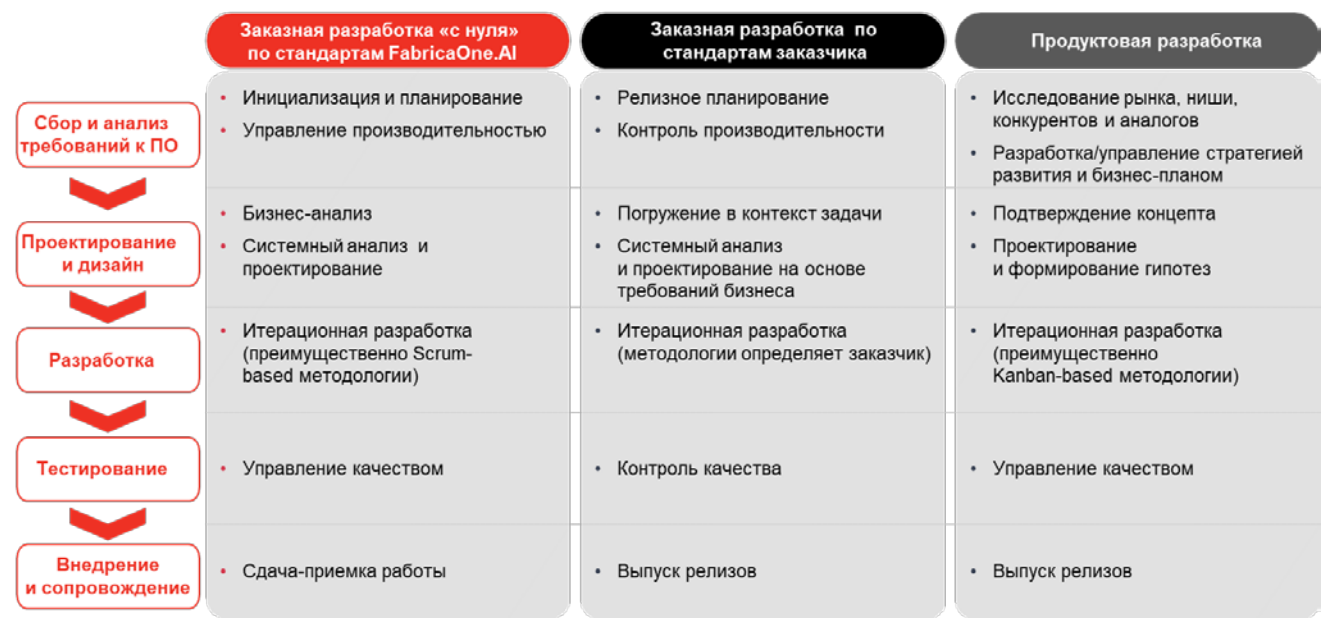 Заказная разработка «с нуля»
по стандартам FabricaOne.AI
Заказная разработка по
стандартам заказчика
Продуктовая разработка
Сбор и анализ
требований к ПО
• Инициализация и планирование
• Управление производительностью
• Релизное планирование
• Контроль производительности
• Исследование рынка, ниши,
конкурентов и аналогов
• Разработка/управление стратегией
развития и бизнес-планом
Проектирование
и дизайн
• Бизнес-анализ
• Системный анализ и
проектирование
• Погружение в контекст задачи
• Системный анализ
и проектирование на основе
требований бизнеса
• Подтверждение концепта
• Проектирование
и формирование гипотез
Разработка
• Итерационная разработка
(преимущественно Scrum-
based методологии)
• Итерационная разработка
(методологии определяет заказчик)
• Итерационная разработка
(преимущественно
Kanban-based методологии)
Тестирование
• Управление качеством
• Контроль качества
• Управление качеством
Внедрение
и сопровождение
• Сдача-приемка работы
• Выпуск релизов
• Выпуск релизов